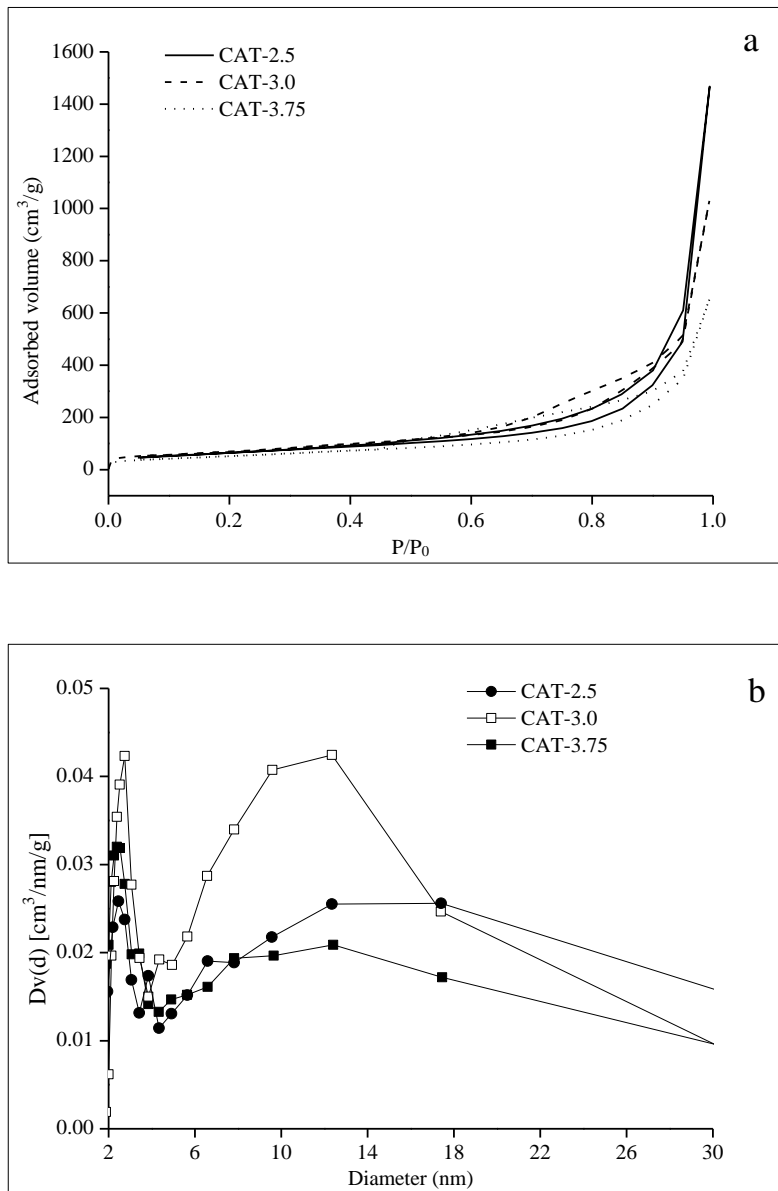 a
CAT-2.5
CAT-3.0
CAT-3.75
1600
1400
1200
1000
800
600
400
200
0
Adsorbed volume (cm³/g)
0.0 0.2 0.4 0.6 0.8 1.0
P/P₀
b
CAT-2.5
CAT-3.0
CAT-3.75
0.05
0.04
0.03
0.02
0.01
0.00
Dv(d) [cm³/nm/g]
2 6 10 14 18 22 26 30
Diameter (nm)